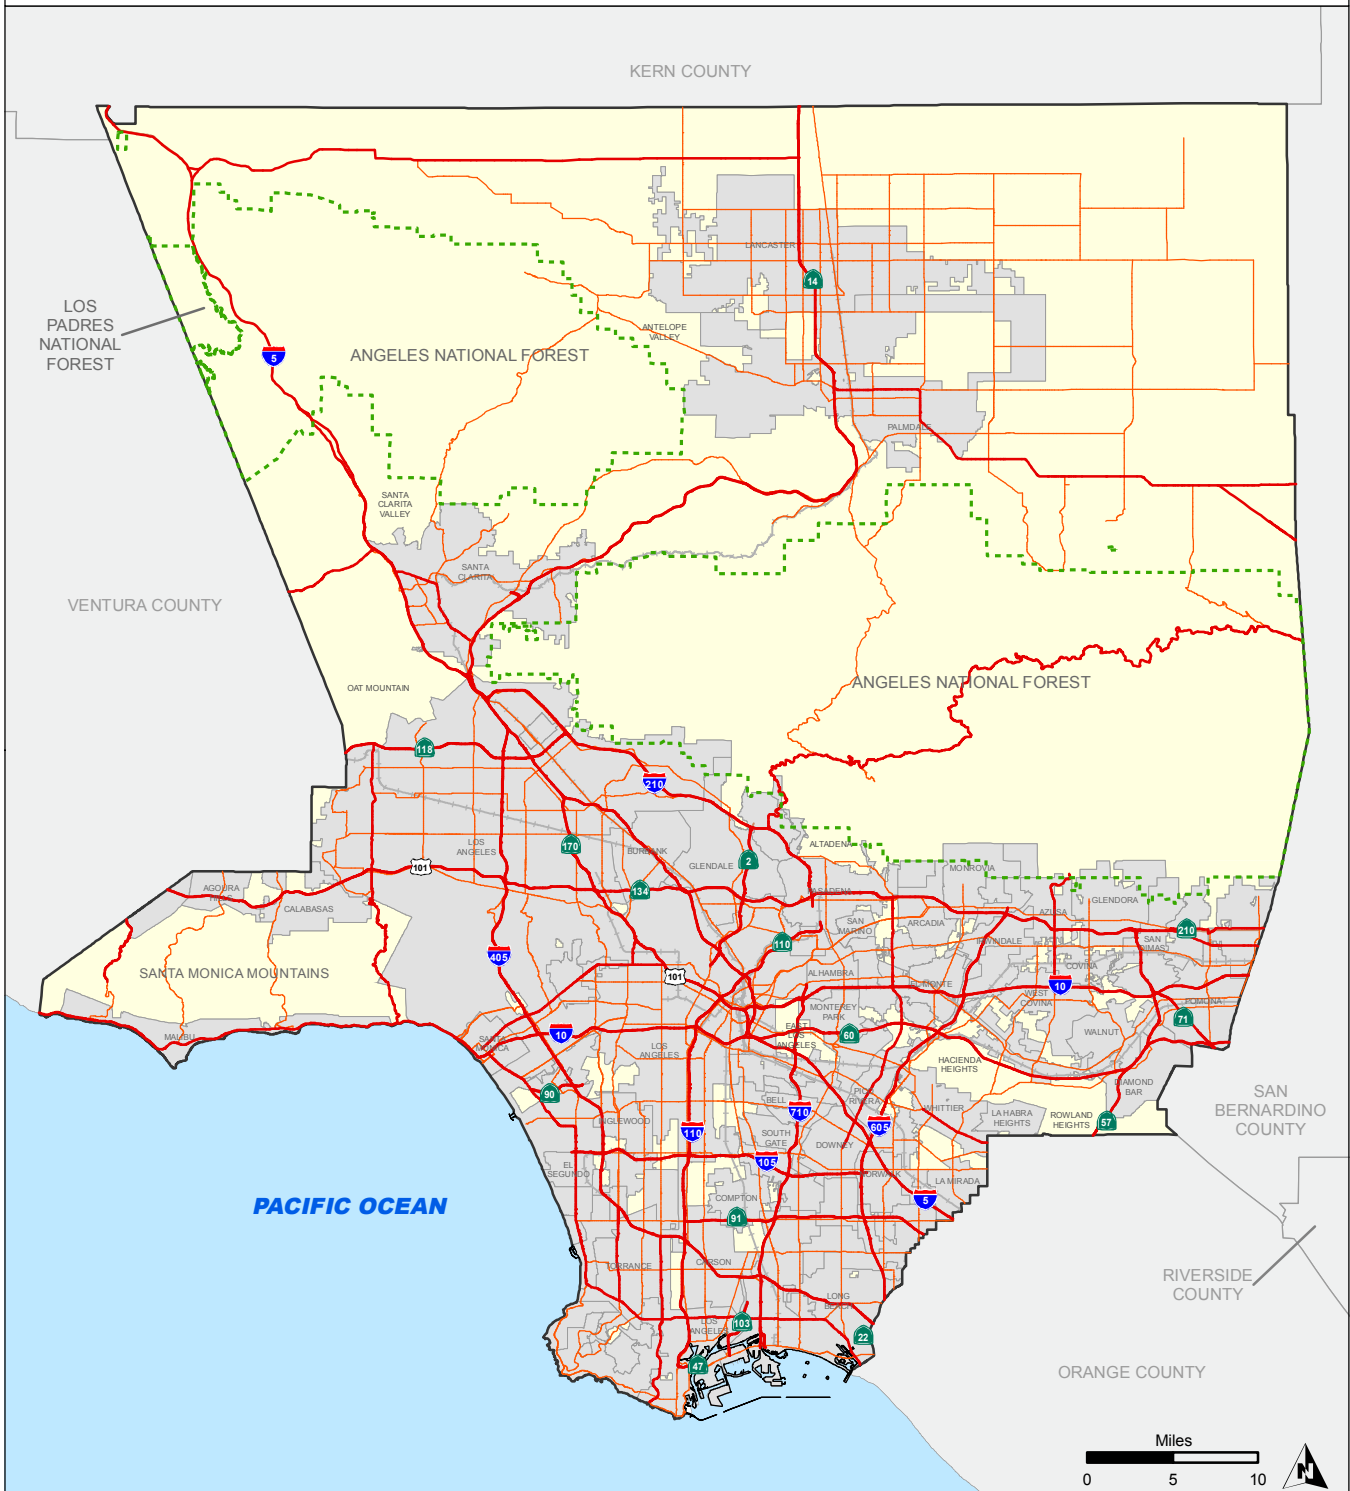 KERN COUNTY
LANCASTER
14
LOS
PADRES
NATIONAL
FOREST
ANTELOPE
VALLEY
5
ANGELES NATIONAL FOREST
PALMDALE
SANTA
CLARITA
VALLEY
SANTA
CLARITA
VENTURA COUNTY
OAT MOUNTAIN
ANGELES NATIONAL FOREST
118
210
LOS
ANGELES
170
BURBANK
ALTADENA
101
GLENDALE
2
MONROVIA
134
AGOURA
HILLS
CALABASAS
PASADENA
GLENDORA
AZUSA
SAN
MARINO
ARCADIA
210
110
IRWINDALE
SAN
DIMAS
405
SANTA MONICA MOUNTAINS
101
ALHAMBRA
COVINA
EL MONTE
10
WEST
COVINA
POMONA
MONTEREY
PARK
71
MALIBU
SANTA
MONICA
10
LOS
ANGELES
EAST
LOS
ANGELES
60
WALNUT
HACIENDA
HEIGHTS
90
BELL
PICO
RIVERA
DIAMOND
BAR
710
WHITTIER
LA HABRA
HEIGHTS
ROWLAND
HEIGHTS
57
SAN
BERNARDINO
COUNTY
INGLEWOOD
110
605
SOUTH
GATE
DOWNEY
105
EL
SEGUNDO
NORWALK
LA MIRADA
5
PACIFIC OCEAN
COMPTON
91
TORRANCE
CARSON
RIVERSIDE
COUNTY
LONG
BEACH
LOS
ANGELES
103
22
47
ORANGE COUNTY
Miles
0 5 10
N